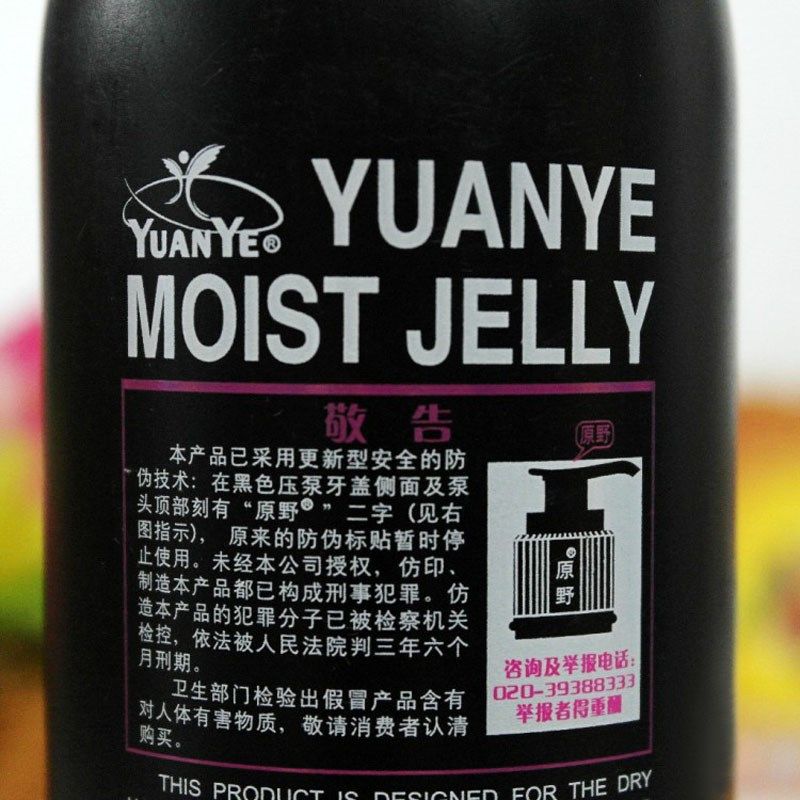 YUANYE®
YUANYE
MOIST JELLY
敬告
本产品已采用更新型安全的防
伪技术：在黑色压泵牙盖侧面及泵
头顶部刻有“原野®”二字（见右
图指示），原来的防伪标贴暂时停
止使用。未经本公司授权，仿印、
制造本产品都已构成刑事犯罪。仿
造本产品的犯罪分子已被检察机关
检控，依法被人民法院判三年六个
月刑期。
卫生部门检验出假冒产品含有
对人体有害物质，敬请消费者认清
购买。
原野
®
原野
咨询及举报电话：
020-39388333
举报者得重酬
THIS PRODUCT IS DESIGNED FOR THE DRY